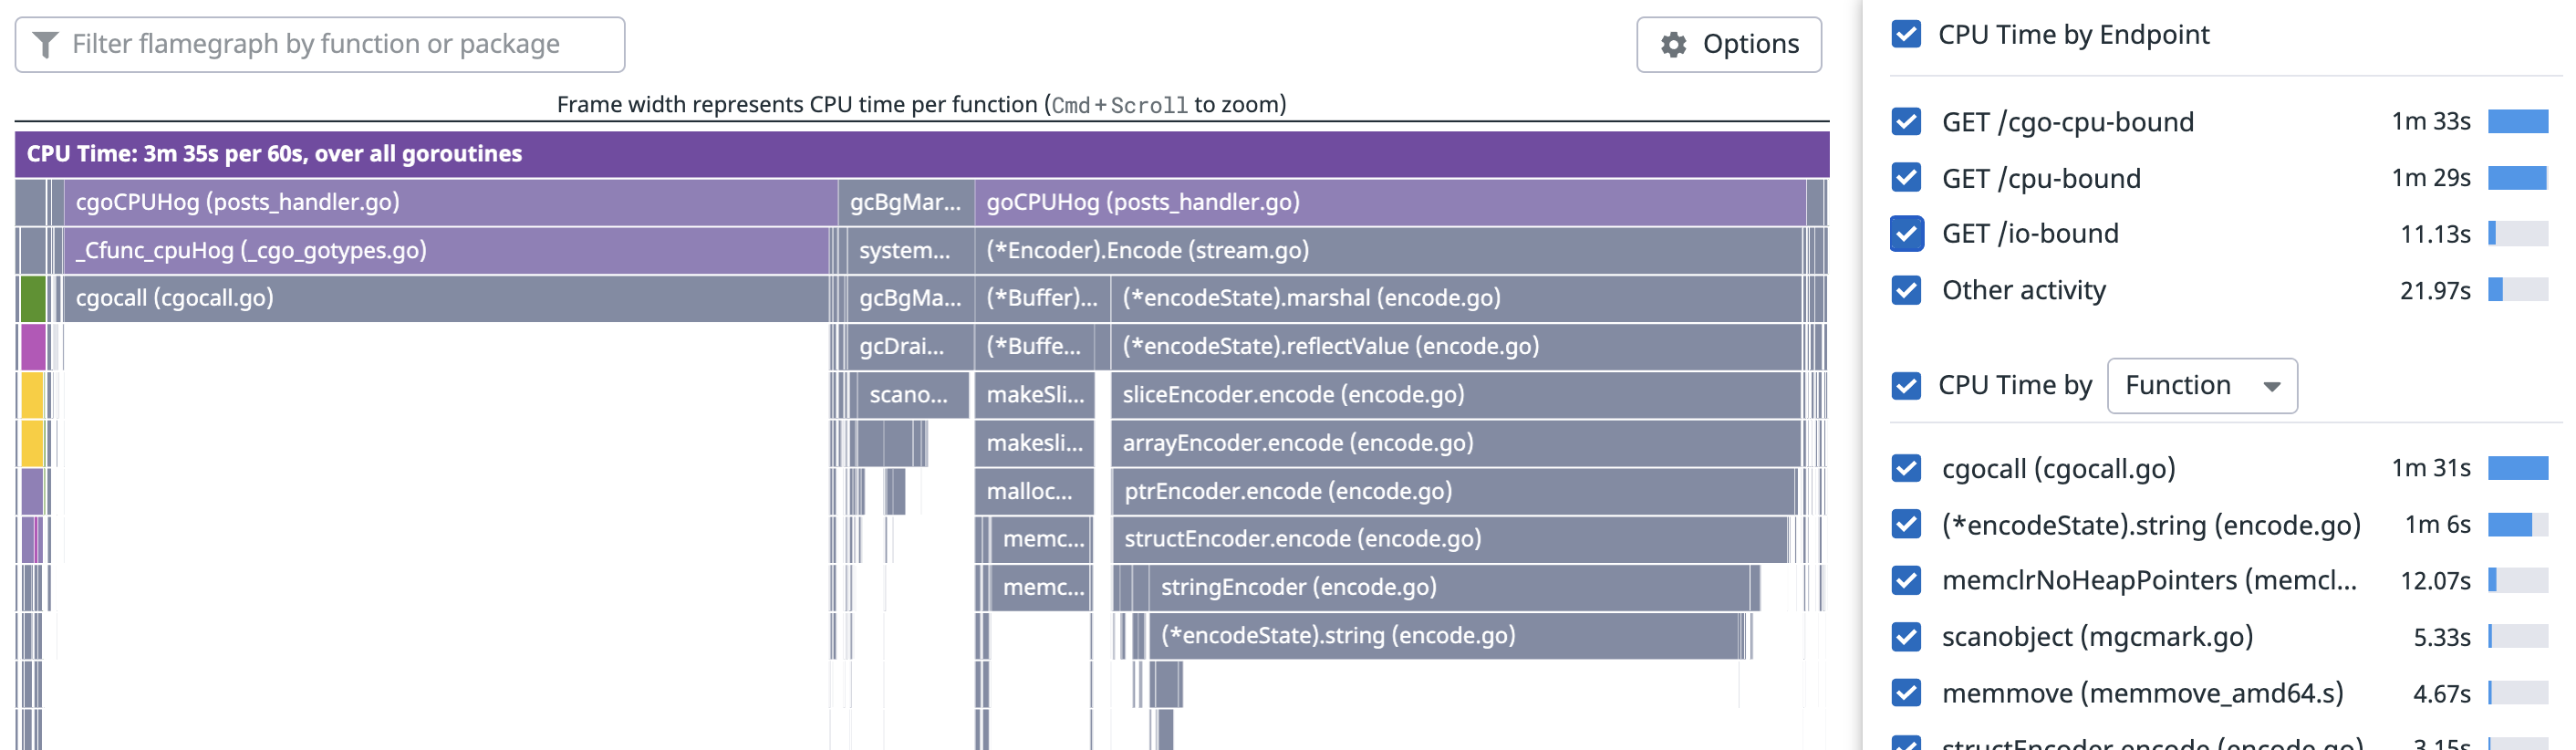 Filter flamegraph by function or package
Options
Frame width represents CPU time per function (Cmd+Scroll to zoom)
CPU Time: 3m 35s per 60s, over all goroutines
cgoCPUHog (posts_handler.go) gcBgMar... goCPUHog (posts_handler.go)
_Cfunc_cpuHog (_cgo_gotypes.go) system... (*Encoder).Encode (stream.go)
cgocall (cgocall.go) gcBgMa... (*Buffer)... (*encodeState).marshal (encode.go)
gcDrai... (*Buffe... (*encodeState).reflectValue (encode.go)
scano... makeSli... sliceEncoder.encode (encode.go)
makesli... arrayEncoder.encode (encode.go)
malloc... ptrEncoder.encode (encode.go)
memc... structEncoder.encode (encode.go)
memc... stringEncoder (encode.go)
(*encodeState).string (encode.go)
CPU Time by Endpoint
GET /cgo-cpu-bound 1m 33s
GET /cpu-bound 1m 29s
GET /io-bound 11.13s
Other activity 21.97s
CPU Time by Function
cgocall (cgocall.go) 1m 31s
(*encodeState).string (encode.go) 1m 6s
memclrNoHeapPointers (memcl... 12.07s
scanobject (mgcmark.go) 5.33s
memmove (memmove_amd64.s) 4.67s
structEncoder.encode (encode.go) 3.15s